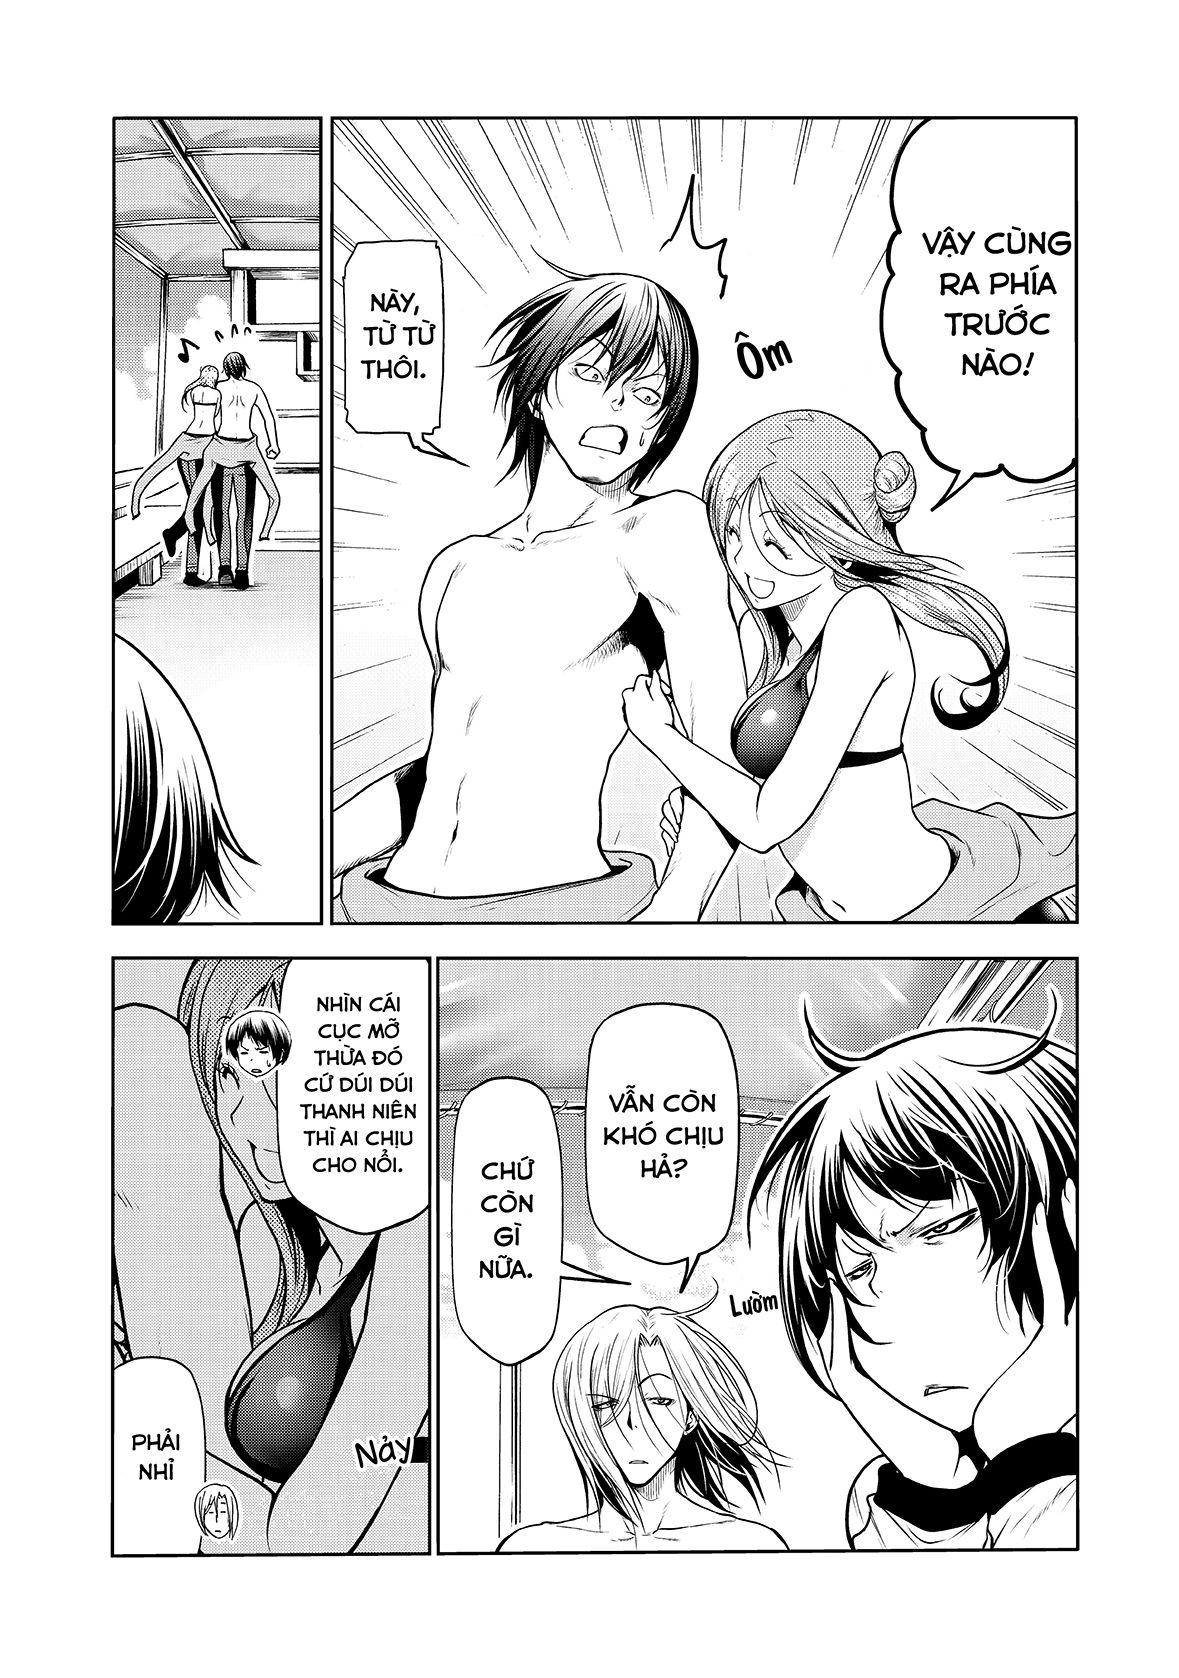 VẬY CÙNG
RA PHÍA
TRƯỚC
NÀO!
Ôm
NÀY,
TỪ TỪ
THÔI.
VẪN CÒN
KHÓ CHỊU
HẢ?
Lườm
CHỨ
CÒN
GÌ
NỮA.
NHÌN CÁI
CỤC MỠ
THỪA ĐÓ
CỨ DÚI DÚI
THANH NIÊN
THÌ AI CHỊU
CHO NỔI.
Nảy
PHẢI
NHỈ